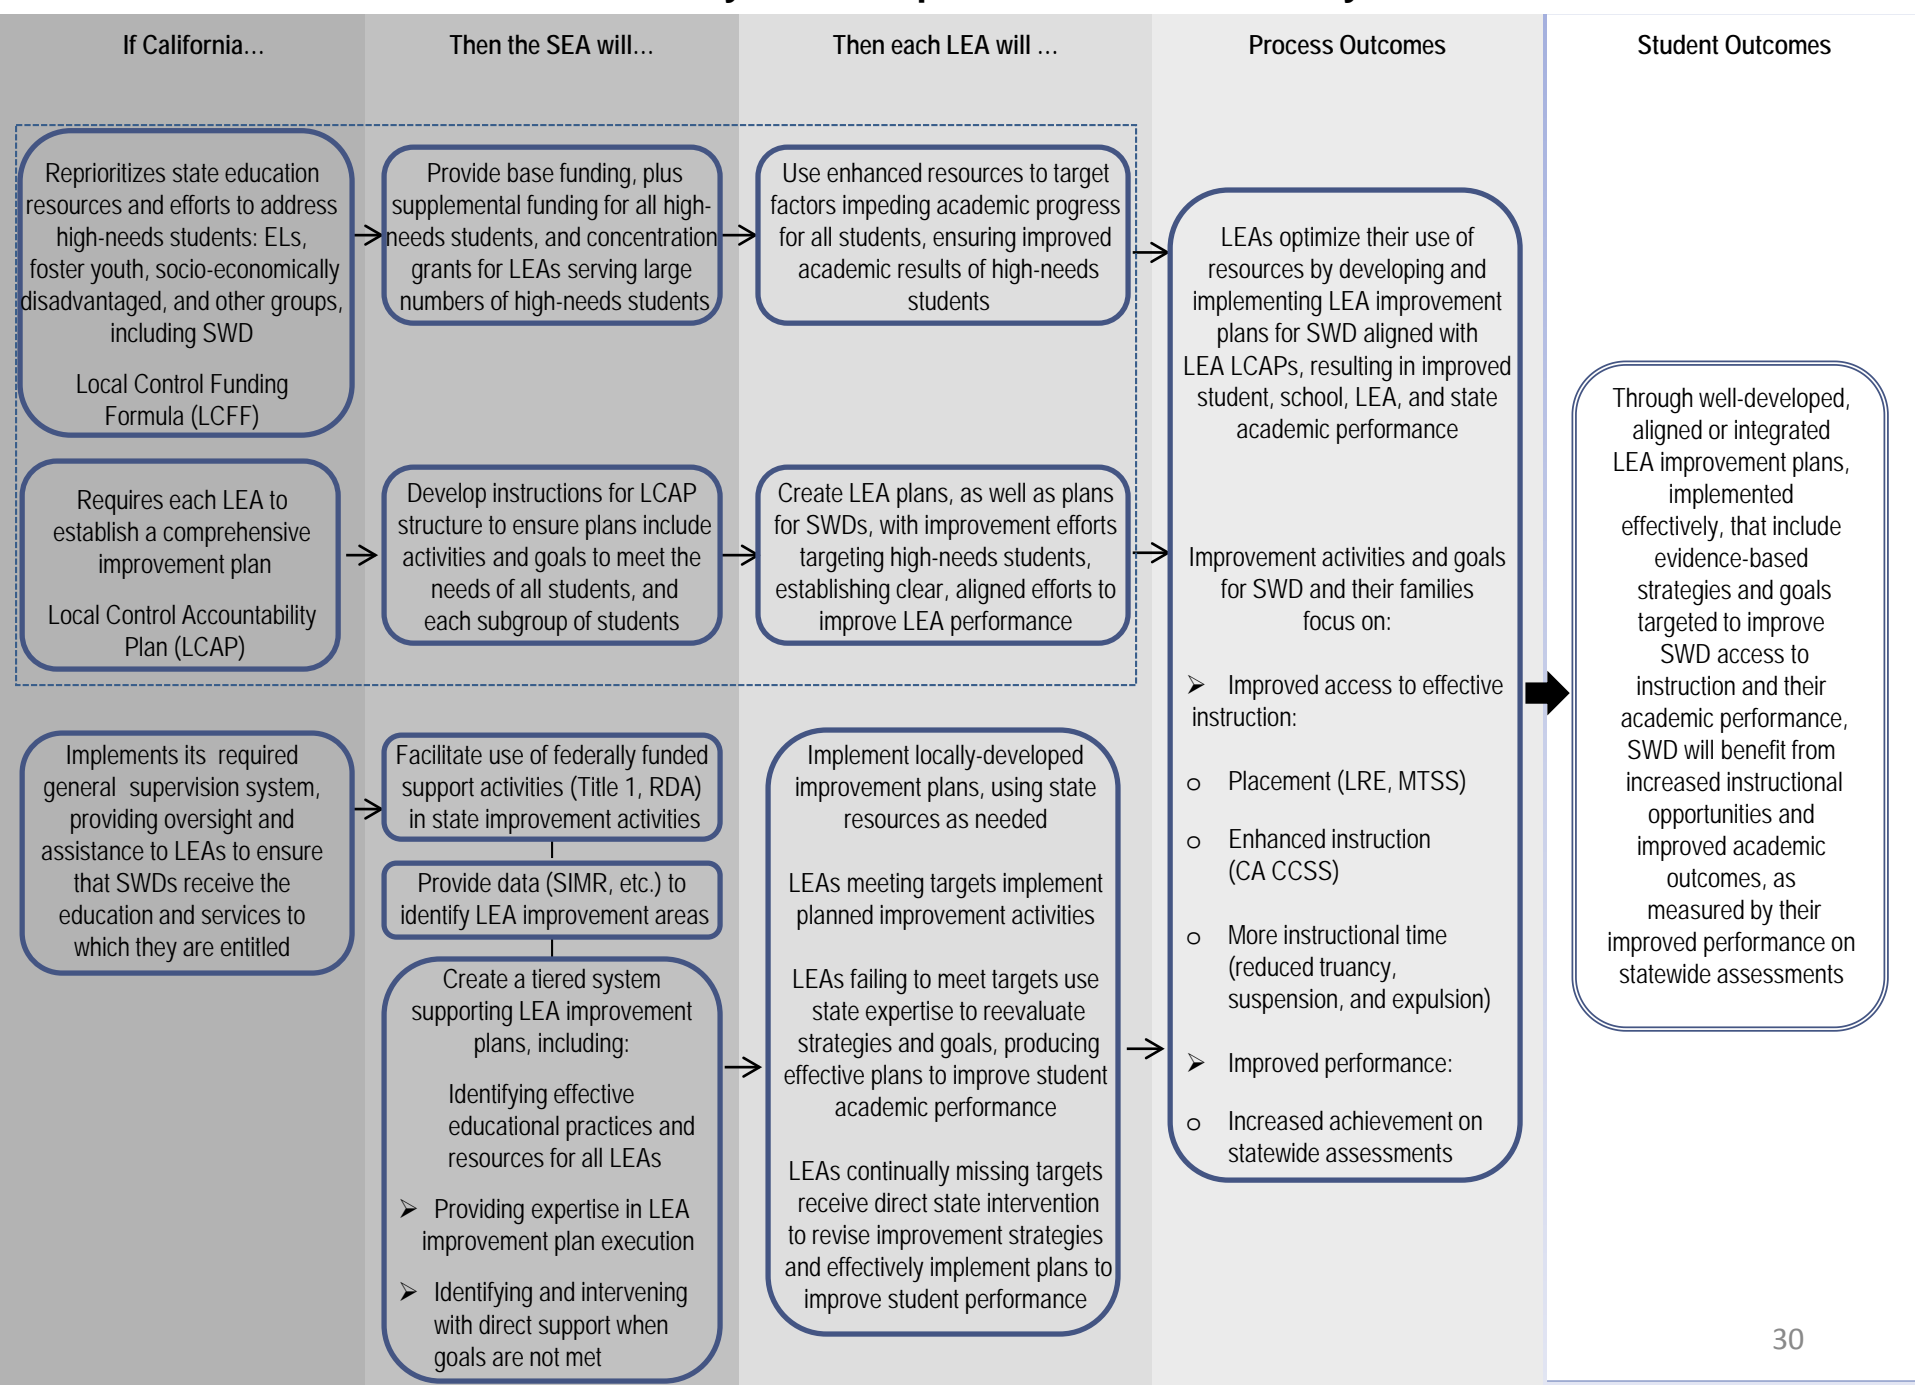 If California…
Then the SEA will…
Then each LEA will …
Process Outcomes
Student Outcomes
Reprioritizes state education
resources and efforts to address
high-needs students: ELs,
foster youth, socio-economically
disadvantaged, and other groups,
including SWD
Local Control Funding
Formula (LCFF)
Provide base funding, plus
supplemental funding for all high-
needs students, and concentration
grants for LEAs serving large
numbers of high-needs students
Use enhanced resources to target
factors impeding academic progress
for all students, ensuring improved
academic results of high-needs
students
Requires each LEA to
establish a comprehensive
improvement plan
Local Control Accountability
Plan (LCAP)
Develop instructions for LCAP
structure to ensure plans include
activities and goals to meet the
needs of all students, and
each subgroup of students
Create LEA plans, as well as plans
for SWDs, with improvement efforts
targeting high-needs students,
establishing clear, aligned efforts to
improve LEA performance
Implements its required
general supervision system,
providing oversight and
assistance to LEAs to ensure
that SWDs receive the
education and services to
which they are entitled
Facilitate use of federally funded
support activities (Title 1, RDA)
in state improvement activities
Provide data (SIMR, etc.) to
identify LEA improvement areas
Create a tiered system
supporting LEA improvement
plans, including:
Identifying effective
educational practices and
resources for all LEAs
➢ Providing expertise in LEA
improvement plan execution
➢ Identifying and intervening
with direct support when
goals are not met
Implement locally-developed
improvement plans, using state
resources as needed
LEAs meeting targets implement
planned improvement activities
LEAs failing to meet targets use
state expertise to reevaluate
strategies and goals, producing
effective plans to improve student
academic performance
LEAs continually missing targets
receive direct state intervention
to revise improvement strategies
and effectively implement plans to
improve student performance
LEAs optimize their use of
resources by developing and
implementing LEA improvement
plans for SWD aligned with
LEA LCAPs, resulting in improved
student, school, LEA, and state
academic performance
Improvement activities and goals
for SWD and their families
focus on:
➢ Improved access to effective
instruction:
o Placement (LRE, MTSS)
o Enhanced instruction
(CA CCSS)
o More instructional time
(reduced truancy,
suspension, and expulsion)
➢ Improved performance:
o Increased achievement on
statewide assessments
Through well-developed,
aligned or integrated
LEA improvement plans,
implemented
effectively, that include
evidence-based
strategies and goals
targeted to improve
SWD access to
instruction and their
academic performance,
SWD will benefit from
increased instructional
opportunities and
improved academic
outcomes, as
measured by their
improved performance on
statewide assessments
30